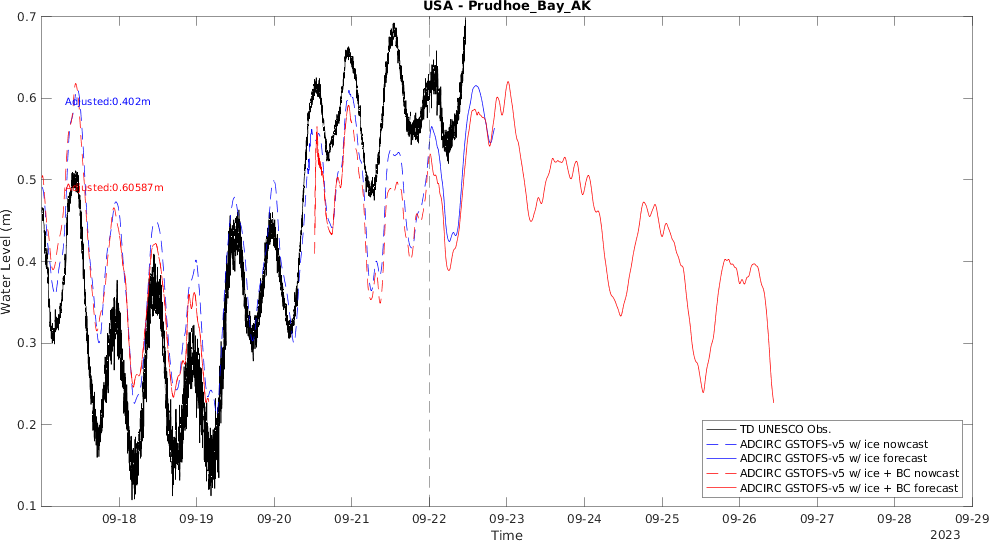 USA - Prudhoe_Bay_AK
0.7
0.6
0.5
0.4
0.3
0.2
0.1
Water Level (m)
Adjusted:0.402m
Adjusted:0.60587m
TD UNESCO Obs.
ADCIRC GSTOFS-v5 w/ ice nowcast
ADCIRC GSTOFS-v5 w/ ice forecast
ADCIRC GSTOFS-v5 w/ ice + BC nowcast
ADCIRC GSTOFS-v5 w/ ice + BC forecast
09-18 09-19 09-20 09-21 09-22 09-23 09-24 09-25 09-26 09-27 09-28 09-29
Time
2023